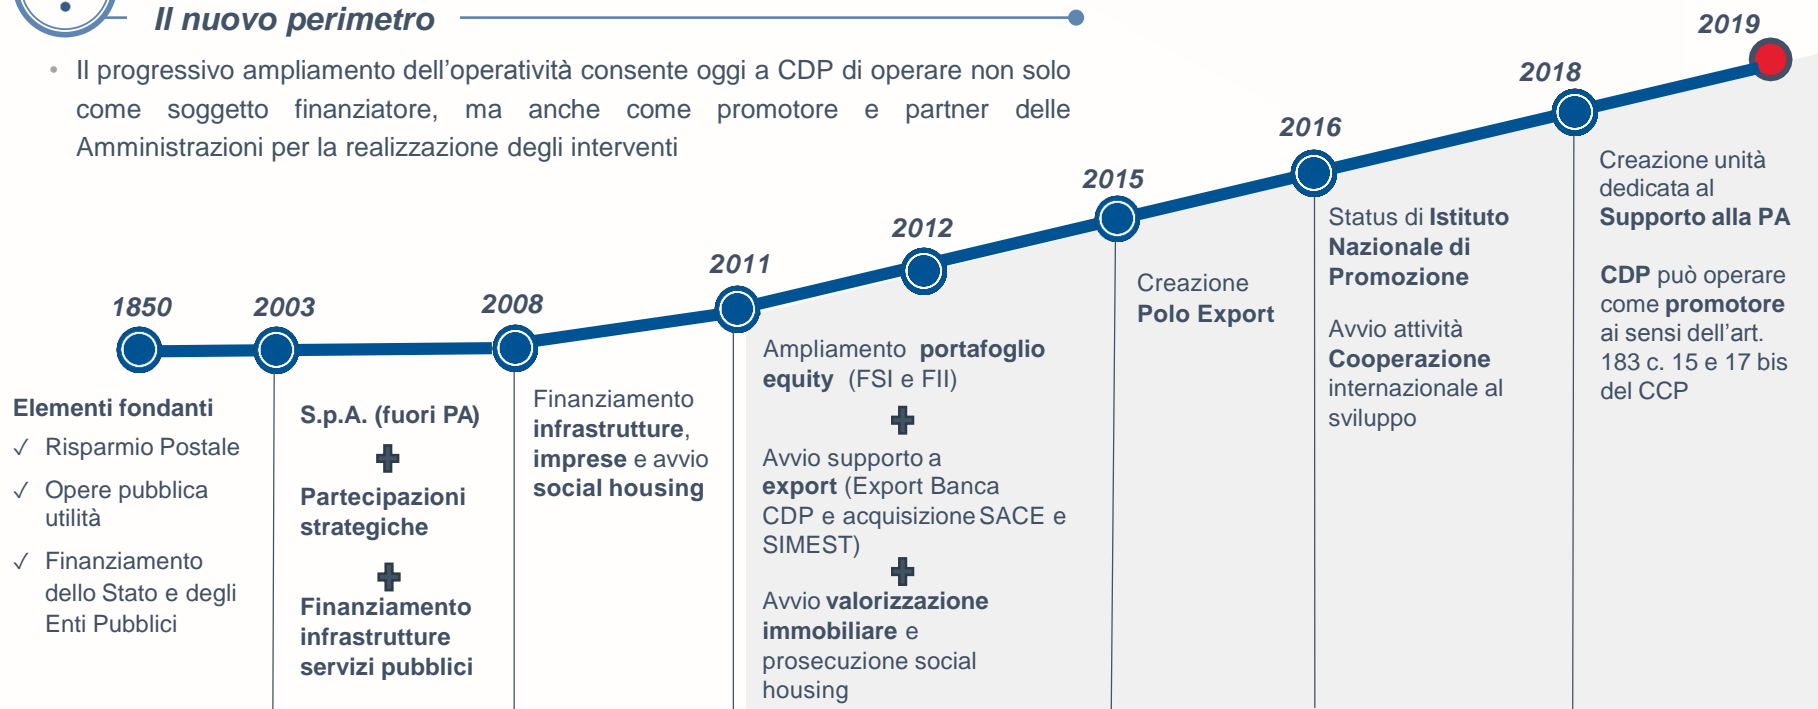 Il nuovo perimetro
• Il progressivo ampliamento dell'operatività consente oggi a CDP di operare non solo
come soggetto finanziatore, ma anche come promotore e partner delle
Amministrazioni per la realizzazione degli interventi
1850
Elementi fondanti
✓ Risparmio Postale
✓ Opere pubblica
utilità
✓ Finanziamento
dello Stato e degli
Enti Pubblici
2003
S.p.A. (fuori PA)
Partecipazioni
strategiche
Finanziamento
infrastrutture
servizi pubblici
2008
Finanziamento
infrastrutture,
imprese e avvio
social housing
2011
2012
Ampliamento portafoglio
equity (FSI e FII)
Avvio supporto a
export (Export Banca
CDP e acquisizione SACE e
SIMEST)
Avvio valorizzazione
immobiliare e
prosecuzione social
housing
2015
Creazione
Polo Export
2016
Status di Istituto
Nazionale di
Promozione
Avvio attività
Cooperazione
internazionale al
sviluppo
2018
Creazione unità
dedicata al
Supporto alla PA
CDP può operare
come promotore
ai sensi dell'art.
183 c. 15 e 17 bis
del CCP
2019